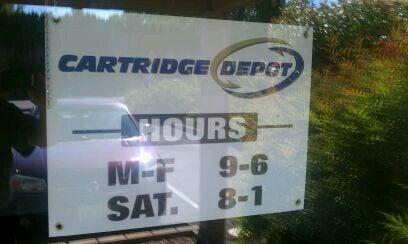 CARTRIDGE DEPOT
HOURS
M-F 9-6
SAT. 8-1